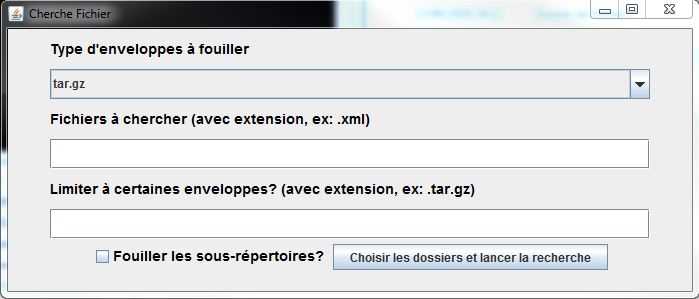 Cherche Fichier
Type d'enveloppes à fouiller
tar.gz
Fichiers à chercher (avec extension, ex: .xml)
Limiter à certaines enveloppes? (avec extension, ex: .tar.gz)
Fouiller les sous-répertoires?
Choisir les dossiers et lancer la recherche